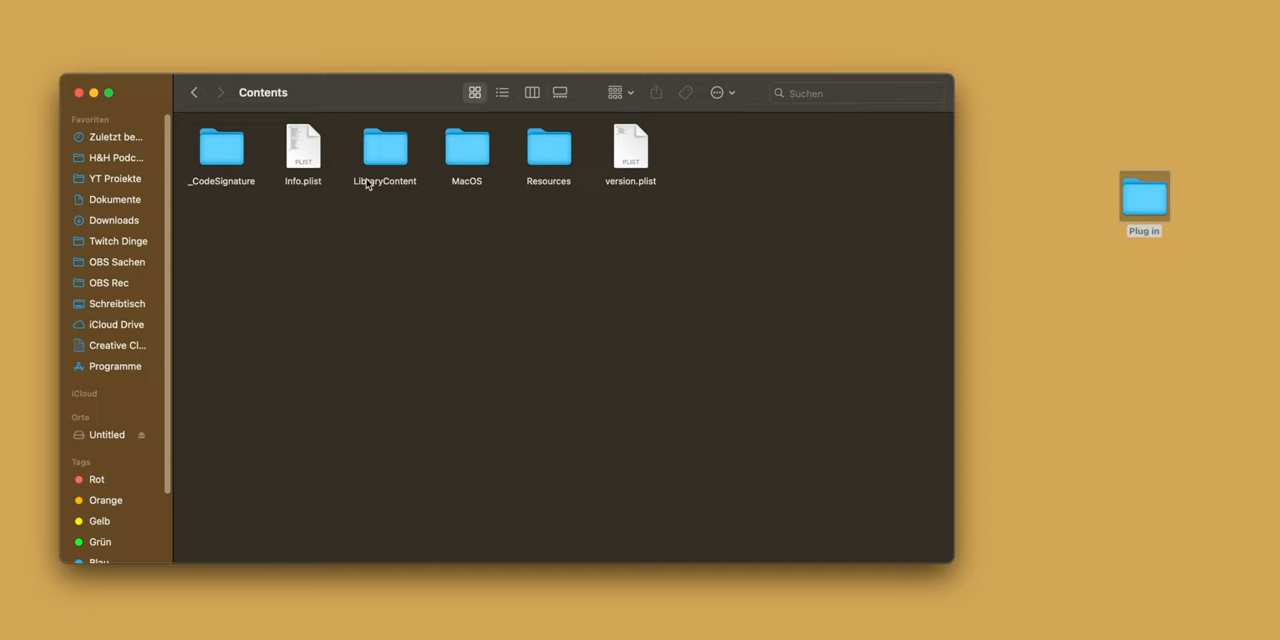 Contents
Suchen
Favoriten
Zuletzt be...
H&H Podc...
YT Projekte
Dokumente
Downloads
Twitch Dinge
OBS Sachen
OBS Rec
Schreibtisch
iCloud Drive
Creative Cl...
Programme
iCloud
Orte
Untitled
Tags
Rot
Orange
Gelb
Grün
Blau
PLIST
PLIST
_CodeSignature
Info.plist
LibraryContent
MacOS
Resources
version.plist
Plug in